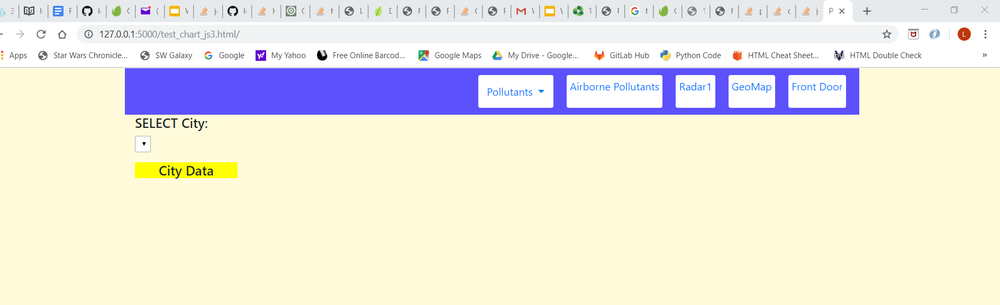 127.0.0.1:5000/test_chart_js3.html/
L
Apps Star Wars Chronicle... SW Galaxy Google My Yahoo Free Online Barcod... Google Maps My Drive - Google... GitLab Hub Python Code HTML Cheat Sheet... HTML Double Check »
Pollutants Airborne Pollutants Radar1 GeoMap Front Door
SELECT City:
City Data